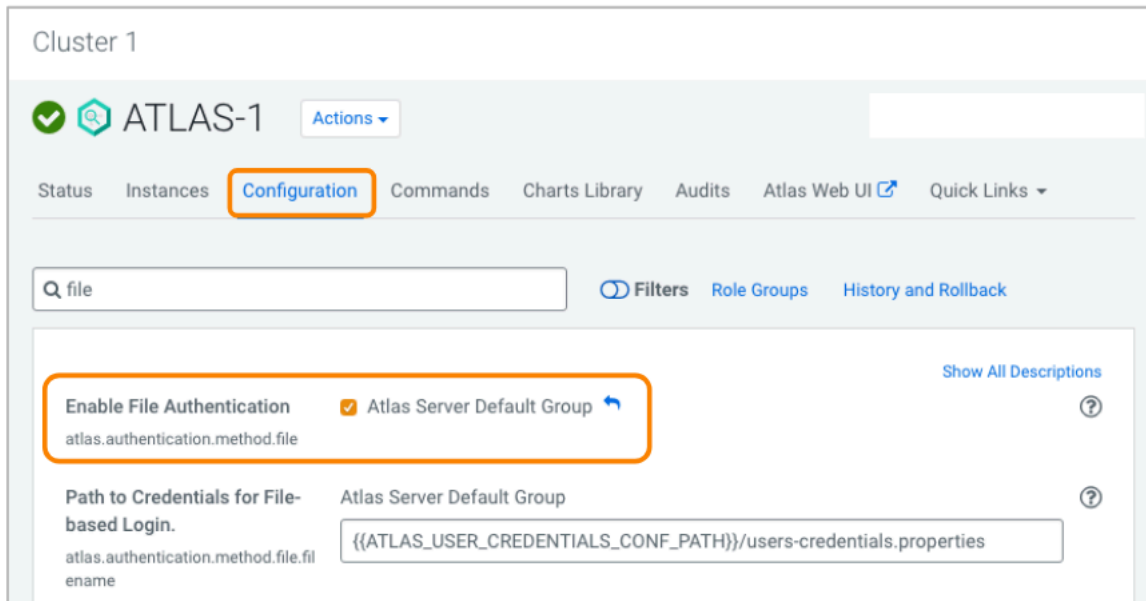 Cluster 1
ATLAS-1
Actions
Status Instances Configuration Commands Charts Library Audits Atlas Web UI Quick Links
file
Filters Role Groups History and Rollback
Show All Descriptions
Enable File Authentication Atlas Server Default Group
atlas.authentication.method.file
Path to Credentials for File-
based Login.
Atlas Server Default Group
atlas.authentication.method.file.fil
ename
{{ATLAS_USER_CREDENTIALS_CONF_PATH}}/users-credentials.properties